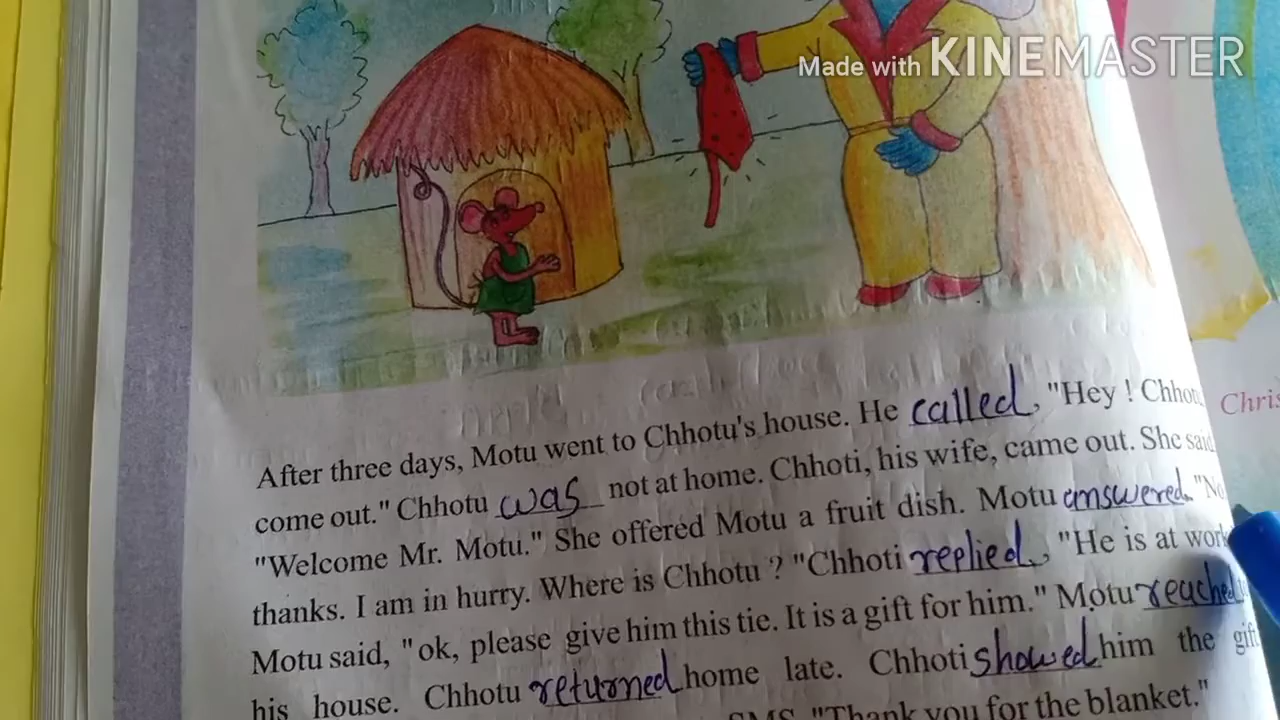 Made with KINEMASTER
After three days, Motu went to Chhotu's house. He called, "Hey ! Chho
come out." Chhotu was not at home. Chhoti, his wife, came out. She said
"Welcome Mr. Motu." She offered Motu a fruit dish. Motu answered. "No
thanks. I am in hurry. Where is Chhotu ? "Chhoti replied, "He is at work
Motu said, "ok, please give him this tie. It is a gift for him." Motu reached
his house. Chhotu returned home late. Chhoti showed him the gift
SMS, "Thank you for the blanket."
Chris